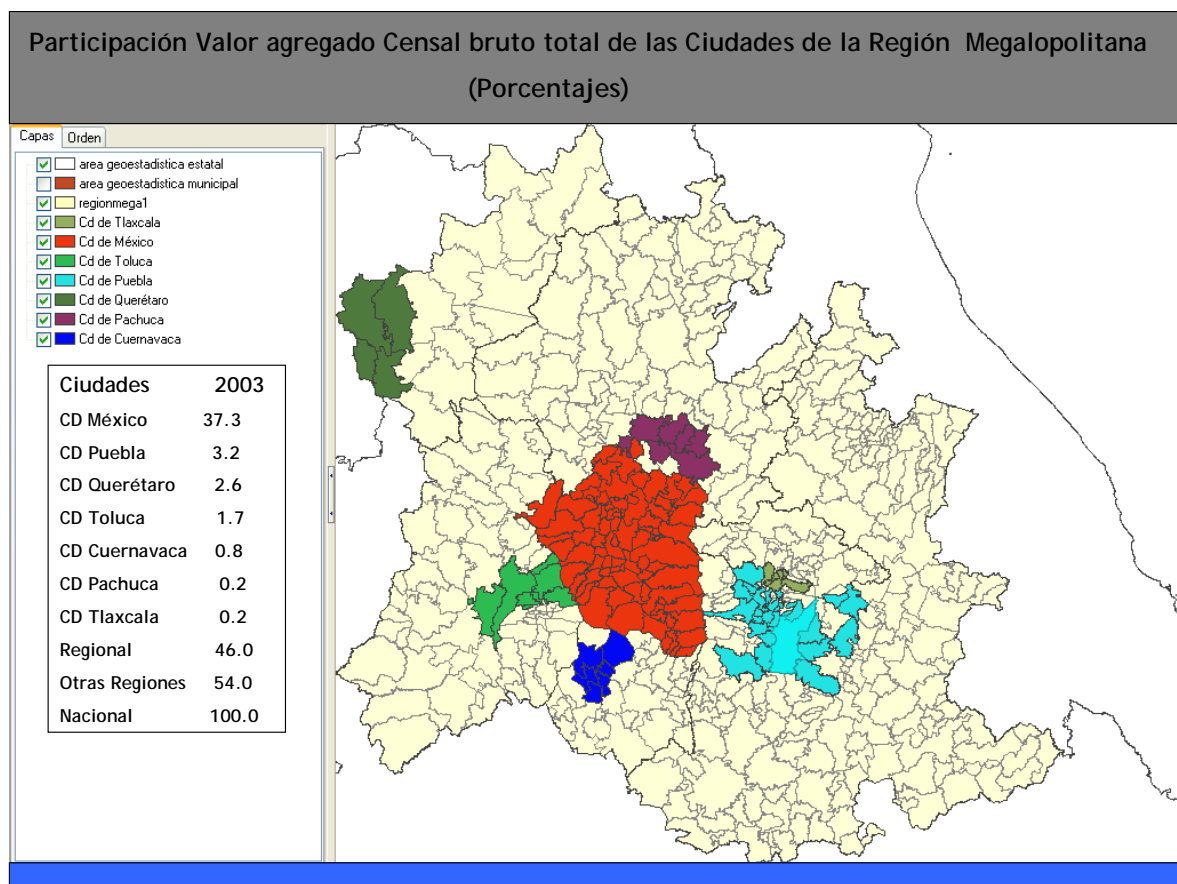 Participación Valor agregado Censal bruto total de las Ciudades de la Región Megalopolitana
(Porcentajes)
Capas Orden
area geoestadistica estatal
area geoestadistica municipal
regionmega1
Cd de Tlaxcala
Cd de México
Cd de Toluca
Cd de Puebla
Cd de Querétaro
Cd de Pachuca
Cd de Cuernavaca
Ciudades 2003
CD México 37.3
CD Puebla 3.2
CD Querétaro 2.6
CD Toluca 1.7
CD Cuernavaca 0.8
CD Pachuca 0.2
CD Tlaxcala 0.2
Regional 46.0
Otras Regiones 54.0
Nacional 100.0